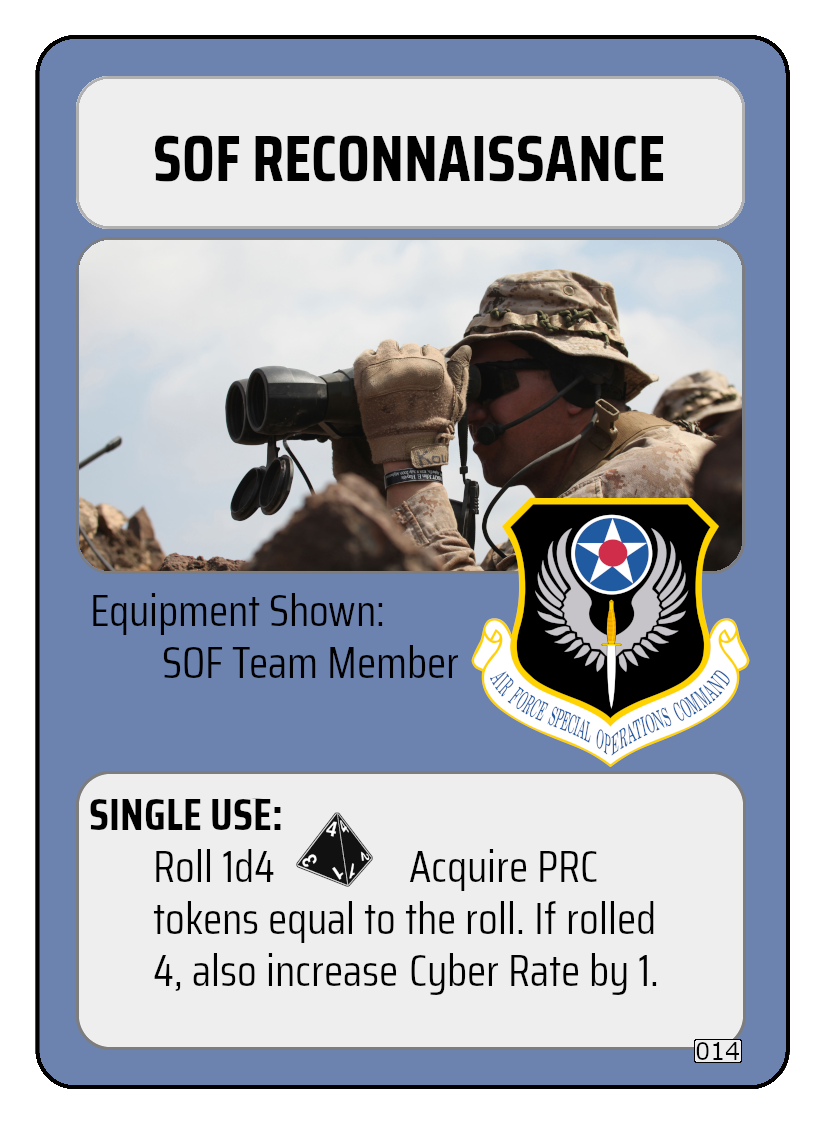 SOF RECONNAISSANCE
Equipment Shown:
SOF Team Member
AIR FORCE SPECIAL OPERATIONS COMMAND
SINGLE USE:
Roll 1d4 Acquire PRC
tokens equal to the roll. If rolled
4, also increase Cyber Rate by 1.
014